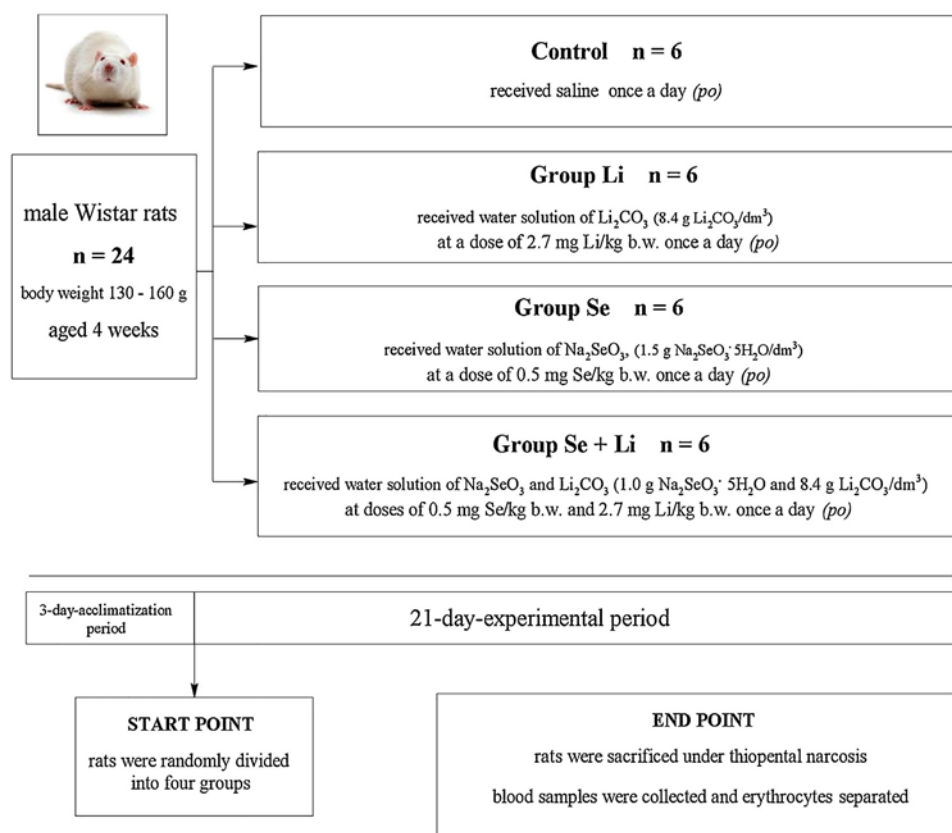 Control n = 6
received saline once a day (po)
male Wistar rats
n = 24
body weight 130 - 160 g
aged 4 weeks
Group Li n = 6
received water solution of Li₂CO₃ (8.4 g Li₂CO₃/dm³)
at a dose of 2.7 mg Li/kg b.w. once a day (po)
Group Se n = 6
received water solution of Na₂SeO₃, (1.5 g Na₂SeO₃· 5H₂O/dm³)
at a dose of 0.5 mg Se/kg b.w. once a day (po)
Group Se + Li n = 6
received water solution of Na₂SeO₃ and Li₂CO₃ (1.0 g Na₂SeO₃· 5H₂O and 8.4 g Li₂CO₃/dm³)
at doses of 0.5 mg Se/kg b.w. and 2.7 mg Li/kg b.w. once a day (po)
3-day-acclimatization
period
21-day-experimental period
START POINT
rats were randomly divided
into four groups
END POINT
rats were sacrificed under thiopental narcosis
blood samples were collected and erythrocytes separated